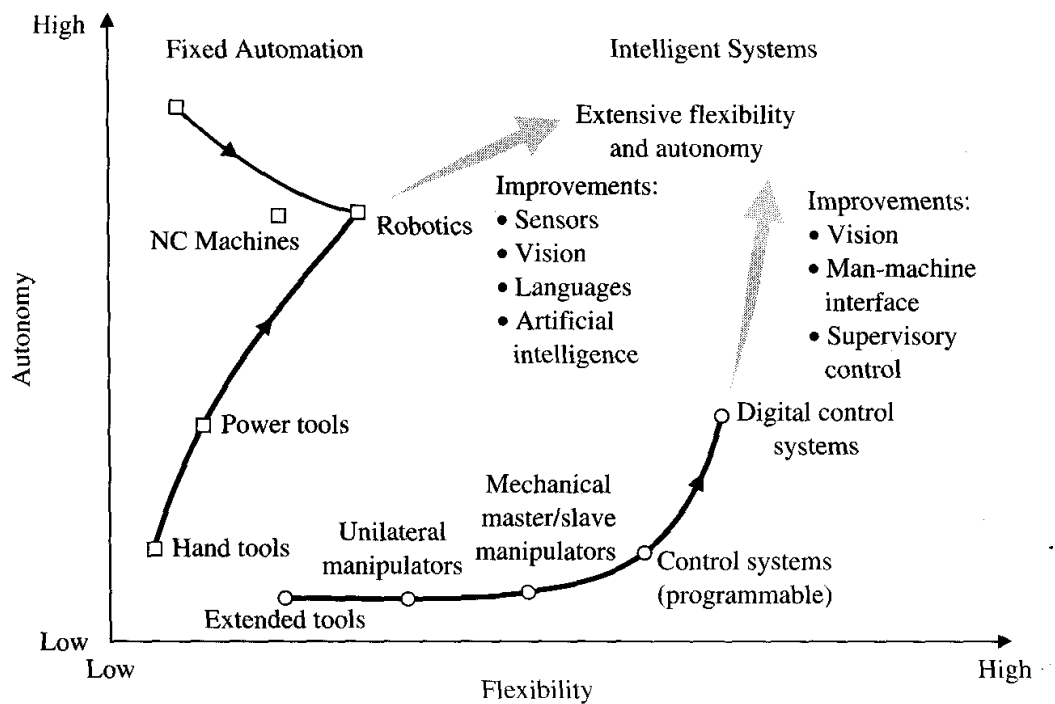 High
Fixed Automation
Intelligent Systems
Extensive flexibility
and autonomy
Improvements:
• Sensors
• Vision
• Languages
• Artificial
intelligence
Improvements:
• Vision
• Man-machine
interface
• Supervisory
control
NC Machines
Robotics
Autonomy
Power tools
Digital control
systems
Hand tools
Unilateral
manipulators
Mechanical
master/slave
manipulators
Control systems
(programmable)
Extended tools
Low
Low
Flexibility
High